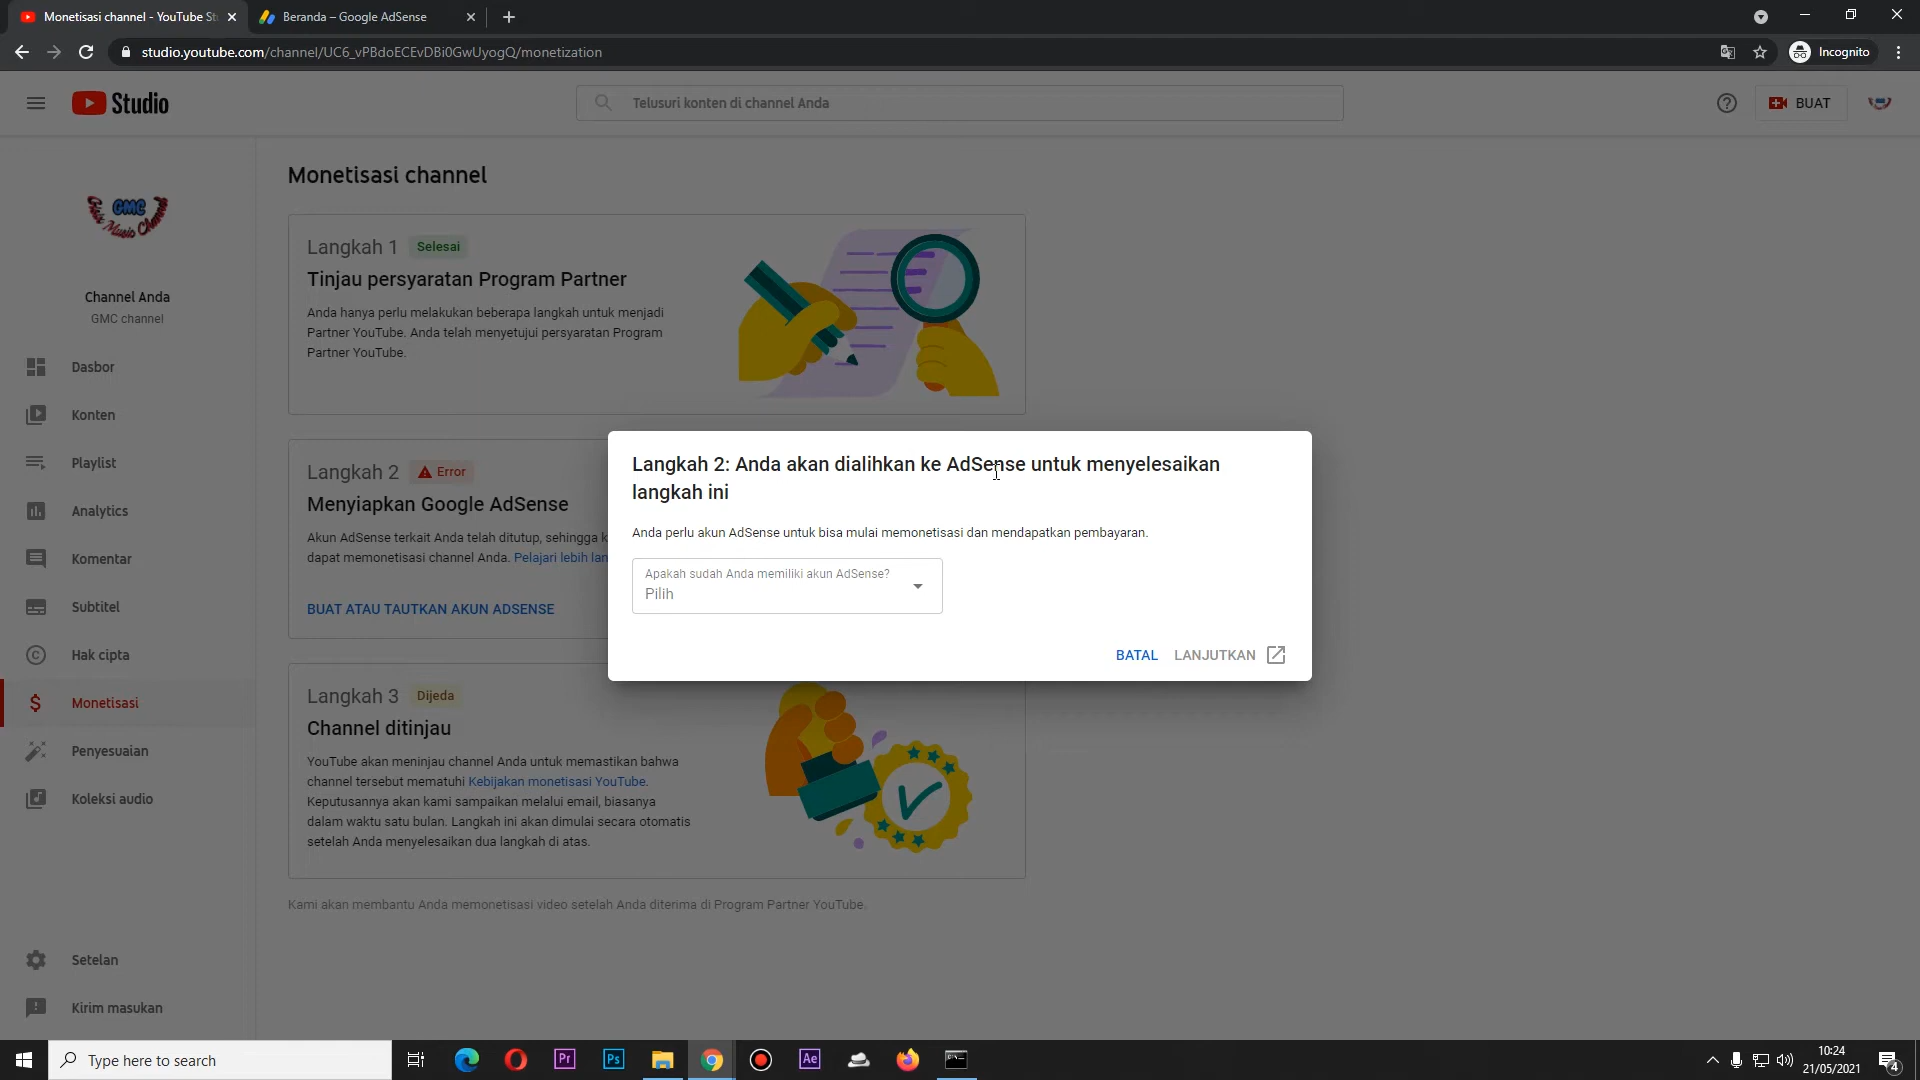 Monetisasi channel - YouTube St
Beranda – Google AdSense
studio.youtube.com/channel/UC6_vPBdoECEvDBi0GwUyogQ/monetization
Incognito
Studio
Telusuri konten di channel Anda
BUAT
GMC
Music Channel
Channel Anda
GMC channel
Dasbor
Konten
Playlist
Analytics
Komentar
Subtitel
Hak cipta
Monetisasi
Penyesuaian
Koleksi audio
Setelan
Kirim masukan
Monetisasi channel
Langkah 1 Selesai
Tinjau persyaratan Program Partner
Anda hanya perlu melakukan beberapa langkah untuk menjadi
Partner YouTube. Anda telah menyetujui persyaratan Program
Partner YouTube.
Langkah 2 Error
Menyiapkan Google AdSense
Akun AdSense terkait Anda telah ditutup, sehingga k
dapat memonetisasi channel Anda. Pelajari lebih lan
BUAT ATAU TAUTKAN AKUN ADSENSE
Langkah 2: Anda akan dialihkan ke AdSense untuk menyelesaikan
langkah ini
Anda perlu akun AdSense untuk bisa mulai memonetisasi dan mendapatkan pembayaran.
Apakah sudah Anda memiliki akun AdSense?
Pilih
BATAL LANJUTKAN
Langkah 3 Dijeda
Channel ditinjau
YouTube akan meninjau channel Anda untuk memastikan bahwa
channel tersebut mematuhi Kebijakan monetisasi YouTube.
Keputusannya akan kami sampaikan melalui email, biasanya
dalam waktu satu bulan. Langkah ini akan dimulai secara otomatis
setelah Anda menyelesaikan dua langkah di atas.
Kami akan membantu Anda memonetisasi video setelah Anda diterima di Program Partner YouTube.
Type here to search
Pr
Ps
Ae
10:24
21/05/2021
4